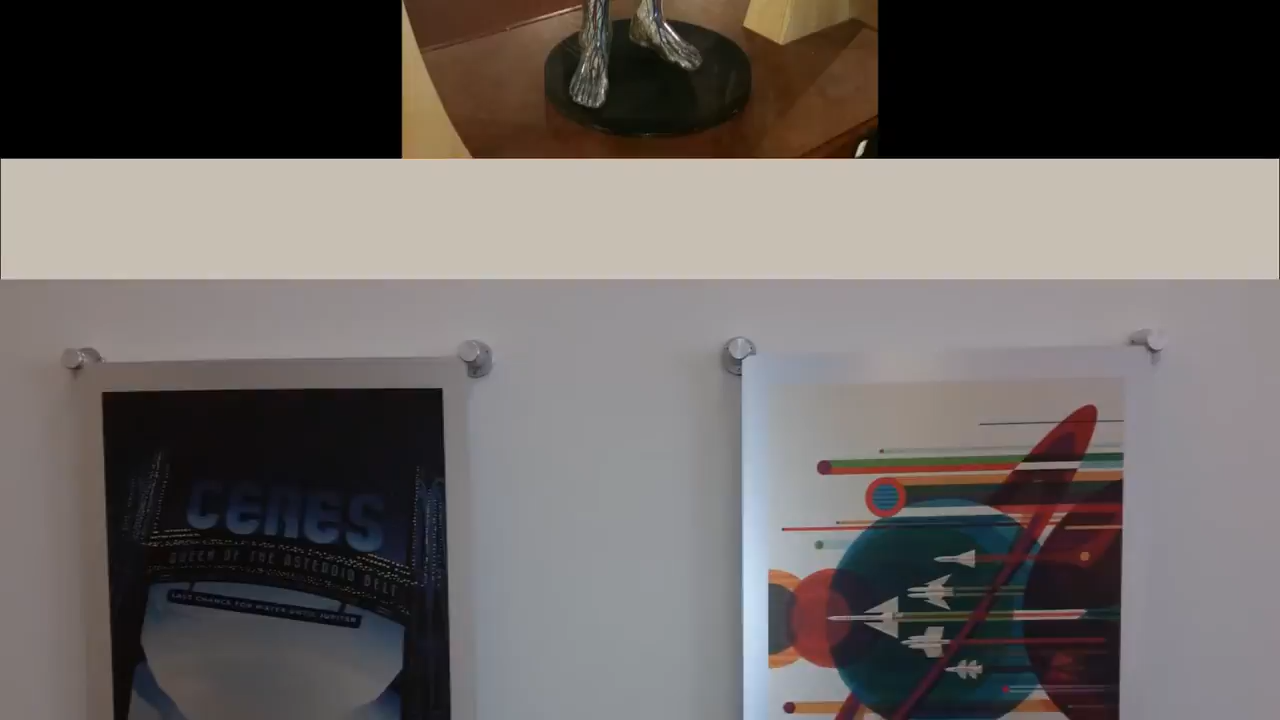 CERES
QUEEN OF THE ASTEROID BELT
LAST CHANCE FOR WATER UNTIL JUPITER